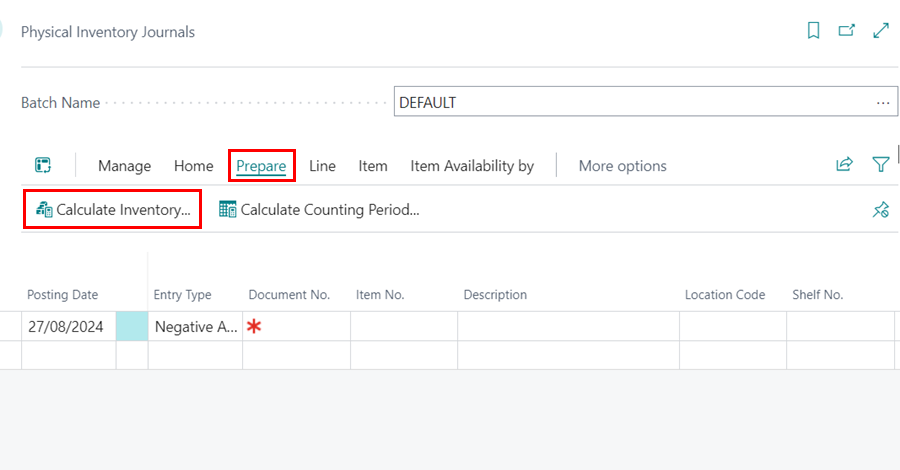 Physical Inventory Journals
Batch Name DEFAULT ...
Manage Home Prepare Line Item Item Availability by More options
Calculate Inventory... Calculate Counting Period...
Posting Date Entry Type Document No. Item No. Description Location Code Shelf No.
27/08/2024 Negative A... *